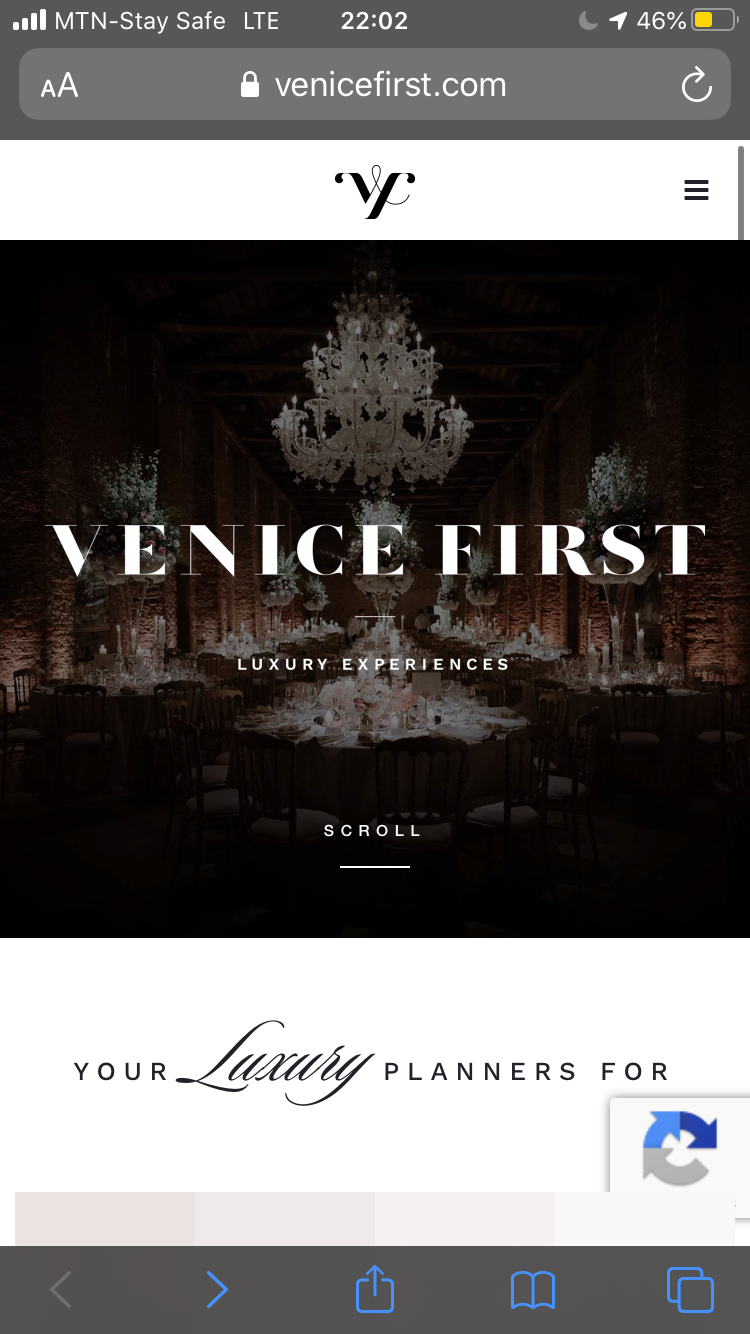 MTN-Stay Safe LTE 22:02 46%
AA venicefirst.com
VF
VENICE FIRST
LUXURY EXPERIENCES
SCROLL
YOUR Luxury PLANNERS FOR